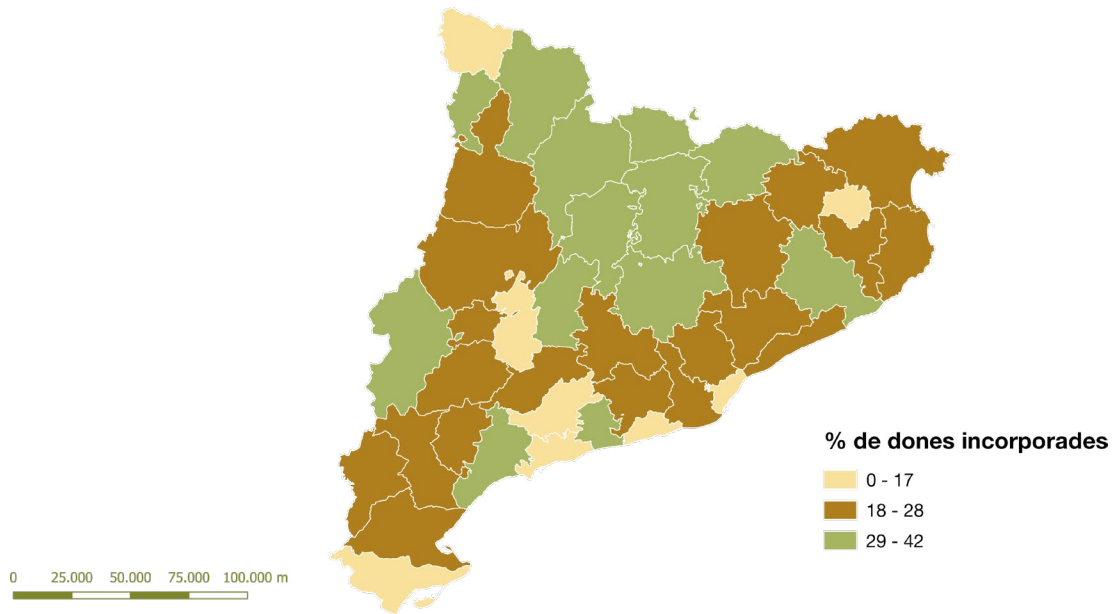 % de dones incorporades
0 - 17
18 - 28
29 - 42
0 25.000 50.000 75.000 100.000 m